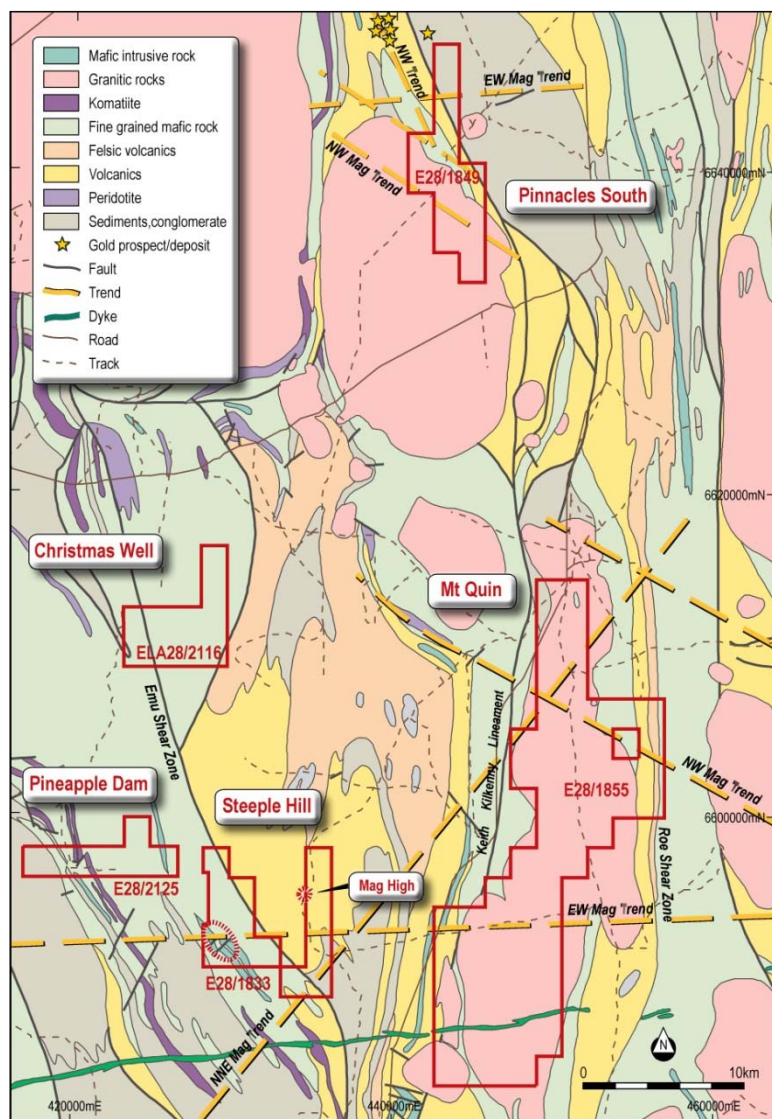 Mafic intrusive rock
Granitic rocks
Komatiite
Fine grained mafic rock
Felsic volcanics
Volcanics
Peridotite
Sediments,conglomerate
Gold prospect/deposit
Fault
Trend
Dyke
Road
Track
NW Trend
EW Mag Trend
NW Mag Trend
E28/1849
Pinnacles South
6640000mN
6620000mN
Christmas Well
Mt Quin
ELA28/2116
Emu Shear Zone
Keith Kilkenny Lineament
Pineapple Dam
Steeple Hill
E28/1855
NW Mag Trend
6600000mN
E28/2125
Mag High
Roe Shear Zone
EW Mag Trend
E28/1833
NNE Mag Trend
N
0
10km
420000mE
440000mE
460000mE